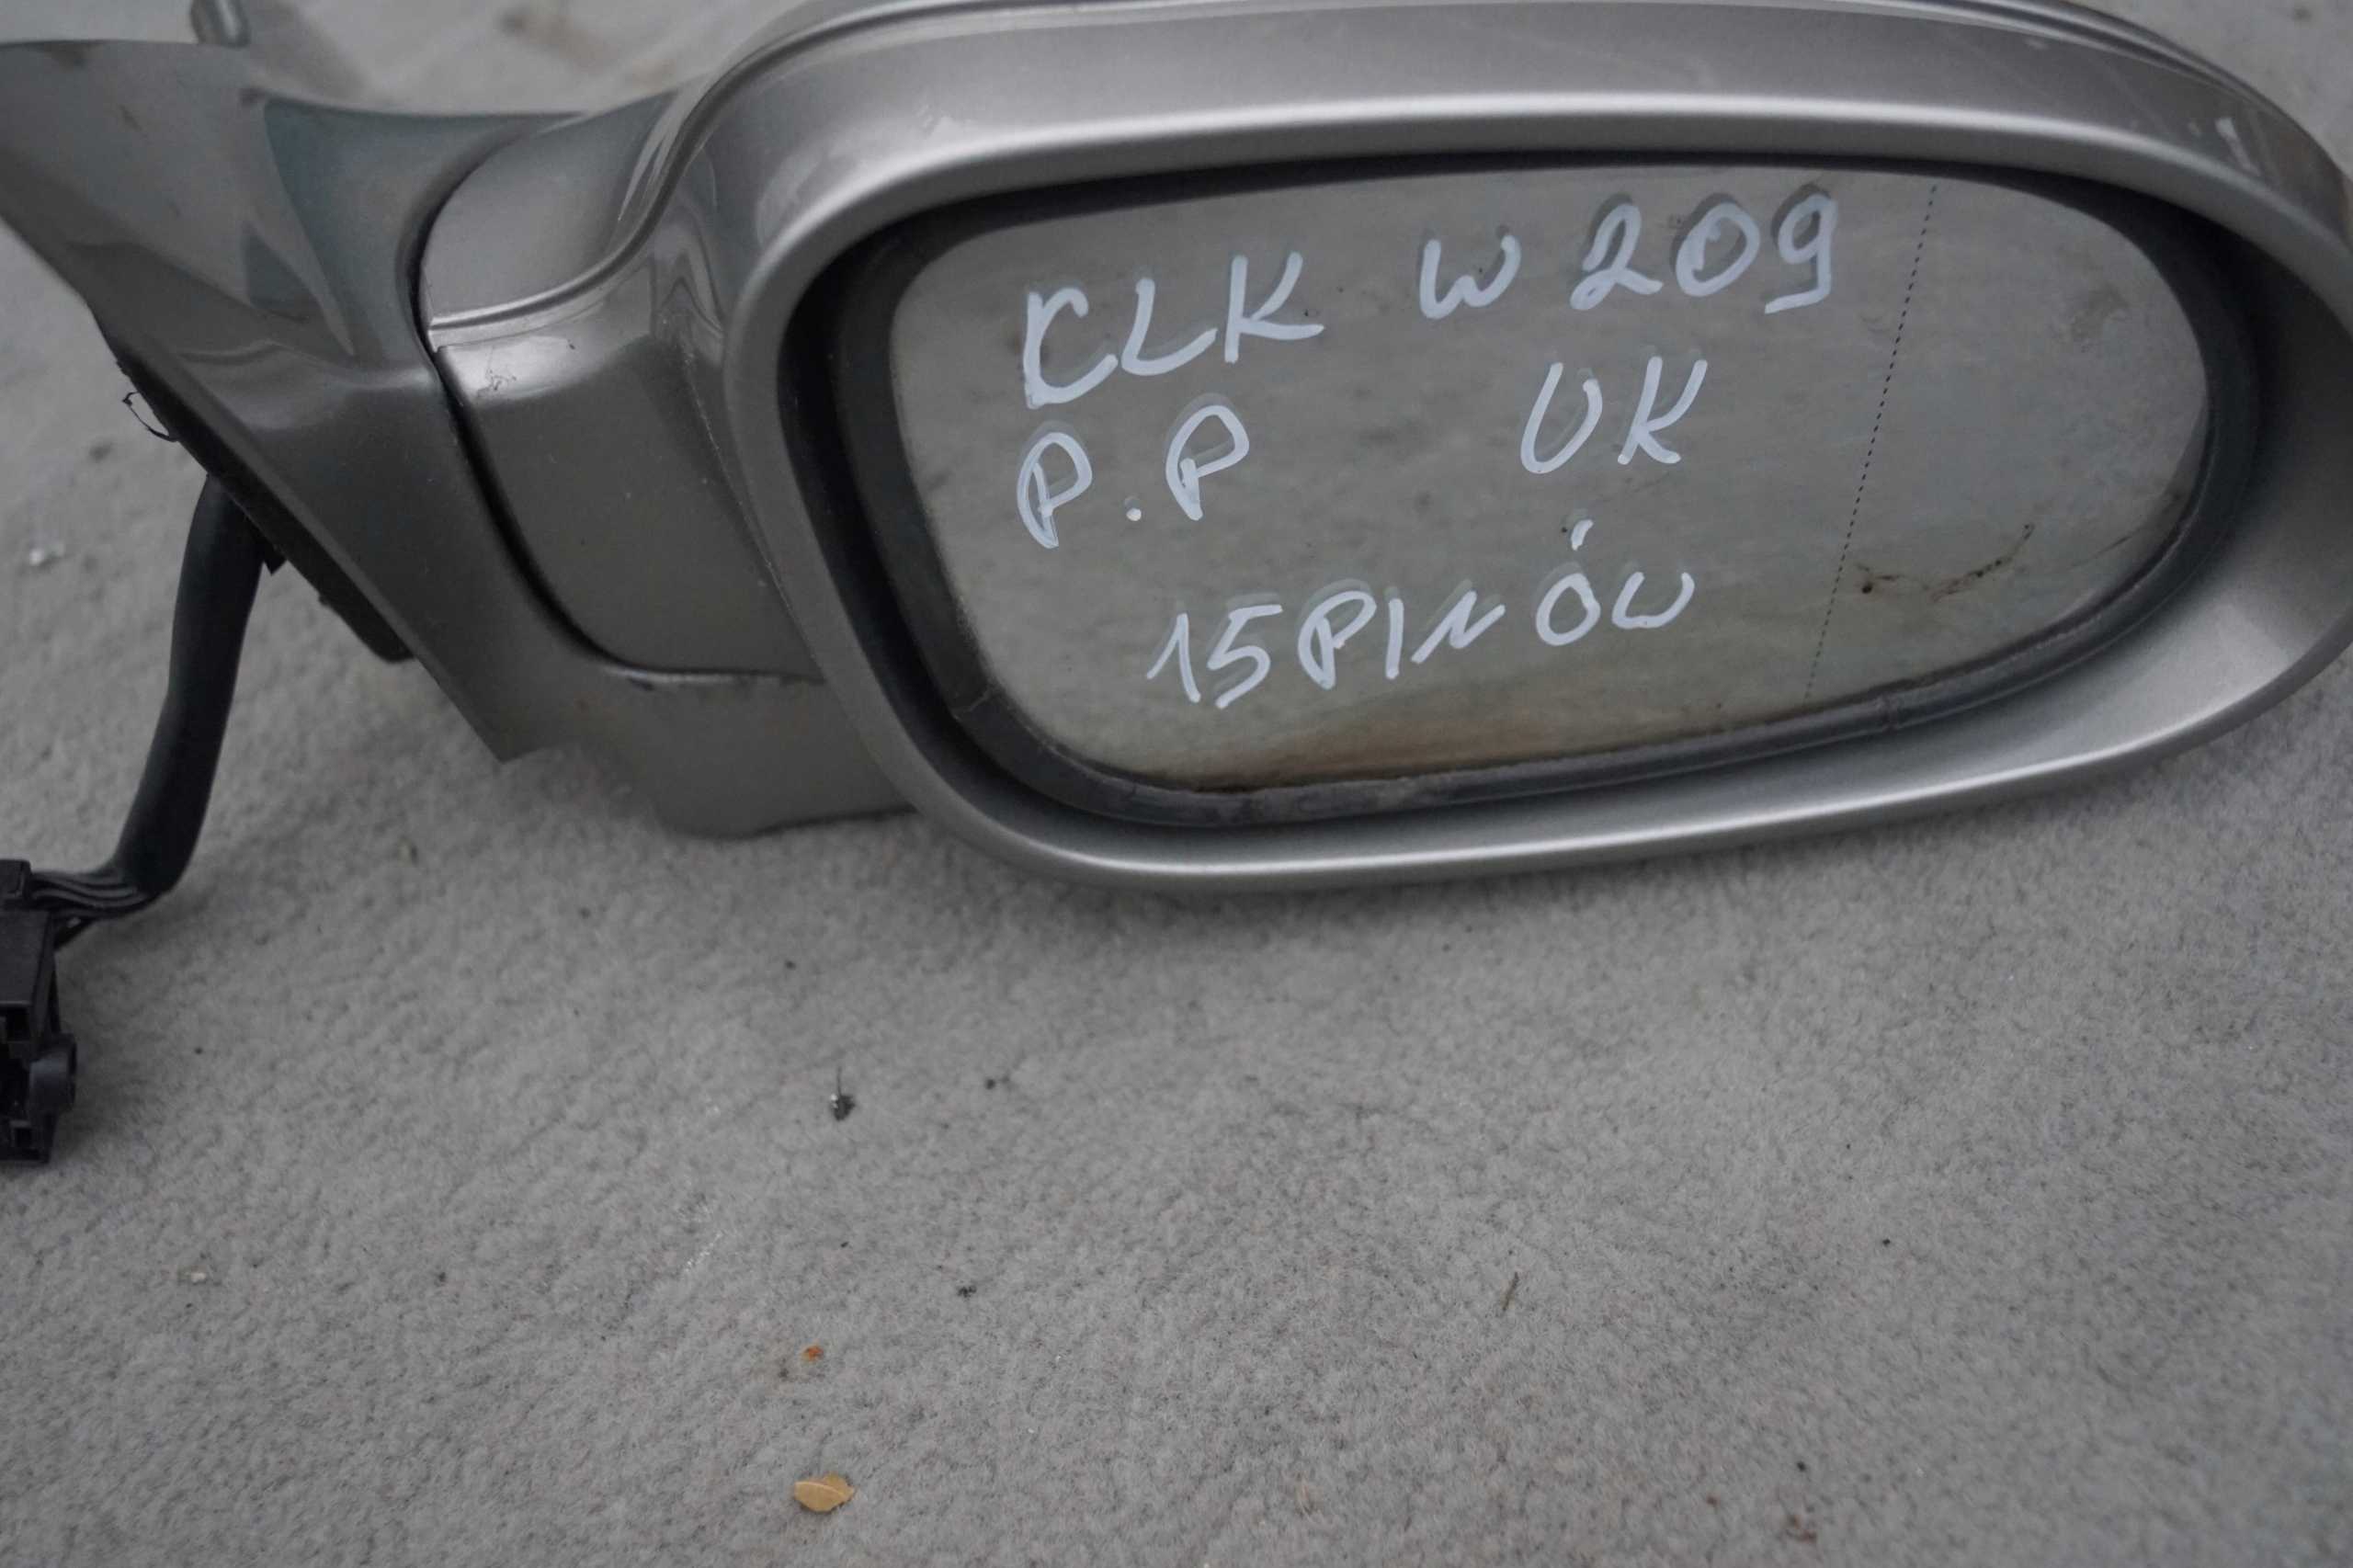 CLK W209
P.P UK
15PINÓW